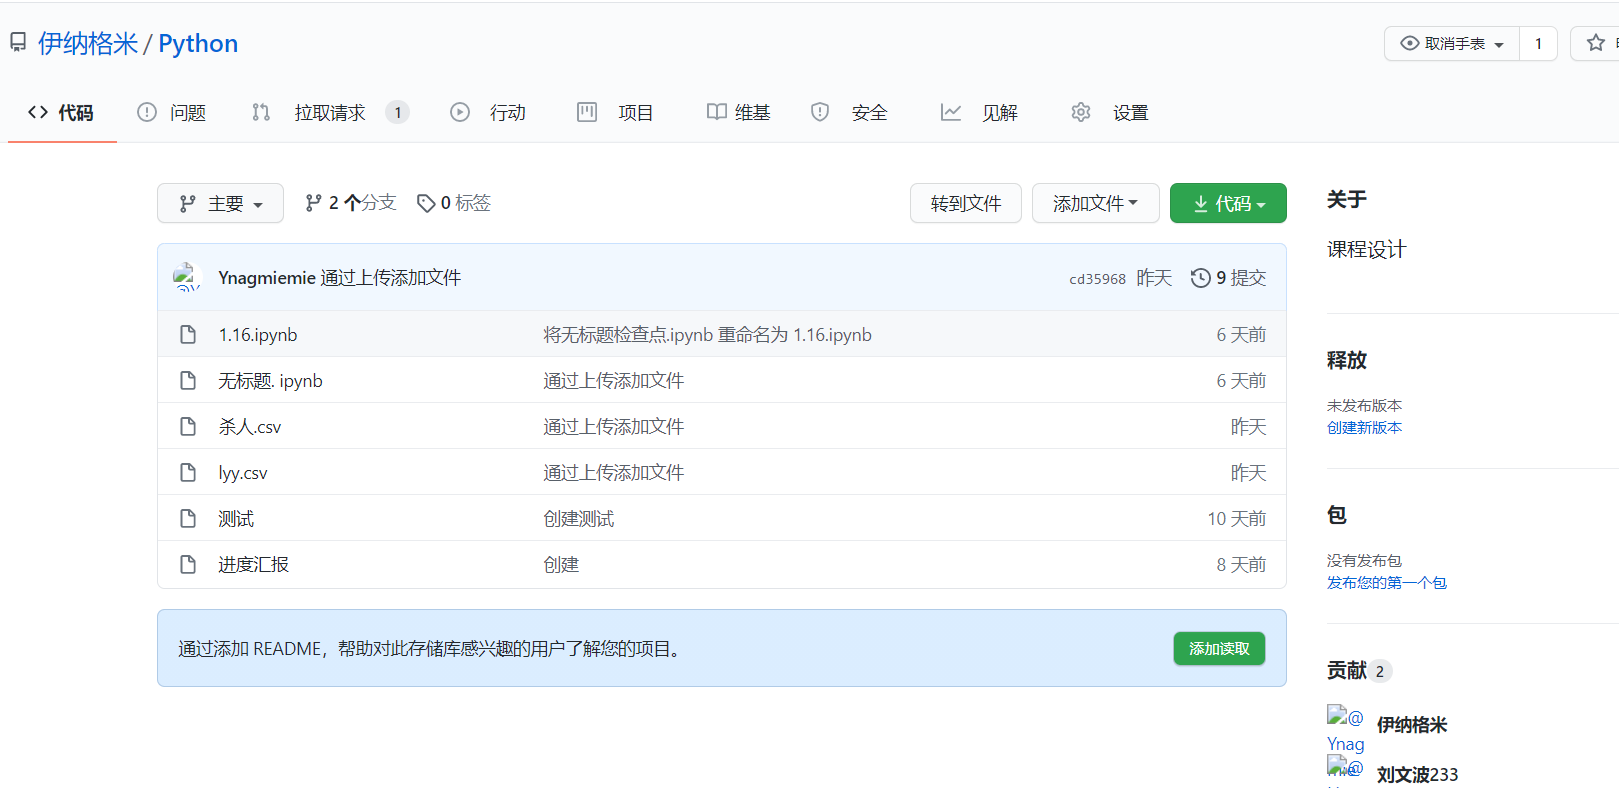 伊纳格米 / Python
取消手表 1
代码 问题 拉取请求 1 行动 项目 维基 安全 见解 设置
主要 2 个分支 0 标签 转到文件 添加文件 代码
Ynagmiemie 通过上传添加文件 cd35968 昨天 9 提交
1.16.ipynb 将无标题检查点.ipynb 重命名为 1.16.ipynb 6 天前
无标题. ipynb 通过上传添加文件 6 天前
杀人.csv 通过上传添加文件 昨天
lyy.csv 通过上传添加文件 昨天
测试 创建测试 10 天前
进度汇报 创建 8 天前
通过添加 README，帮助对此存储库感兴趣的用户了解您的项目。 添加读取
关于
课程设计
释放
未发布版本
创建新版本
包
没有发布包
发布您的第一个包
贡献 2
@
Ynag
伊纳格米
@
刘文波233